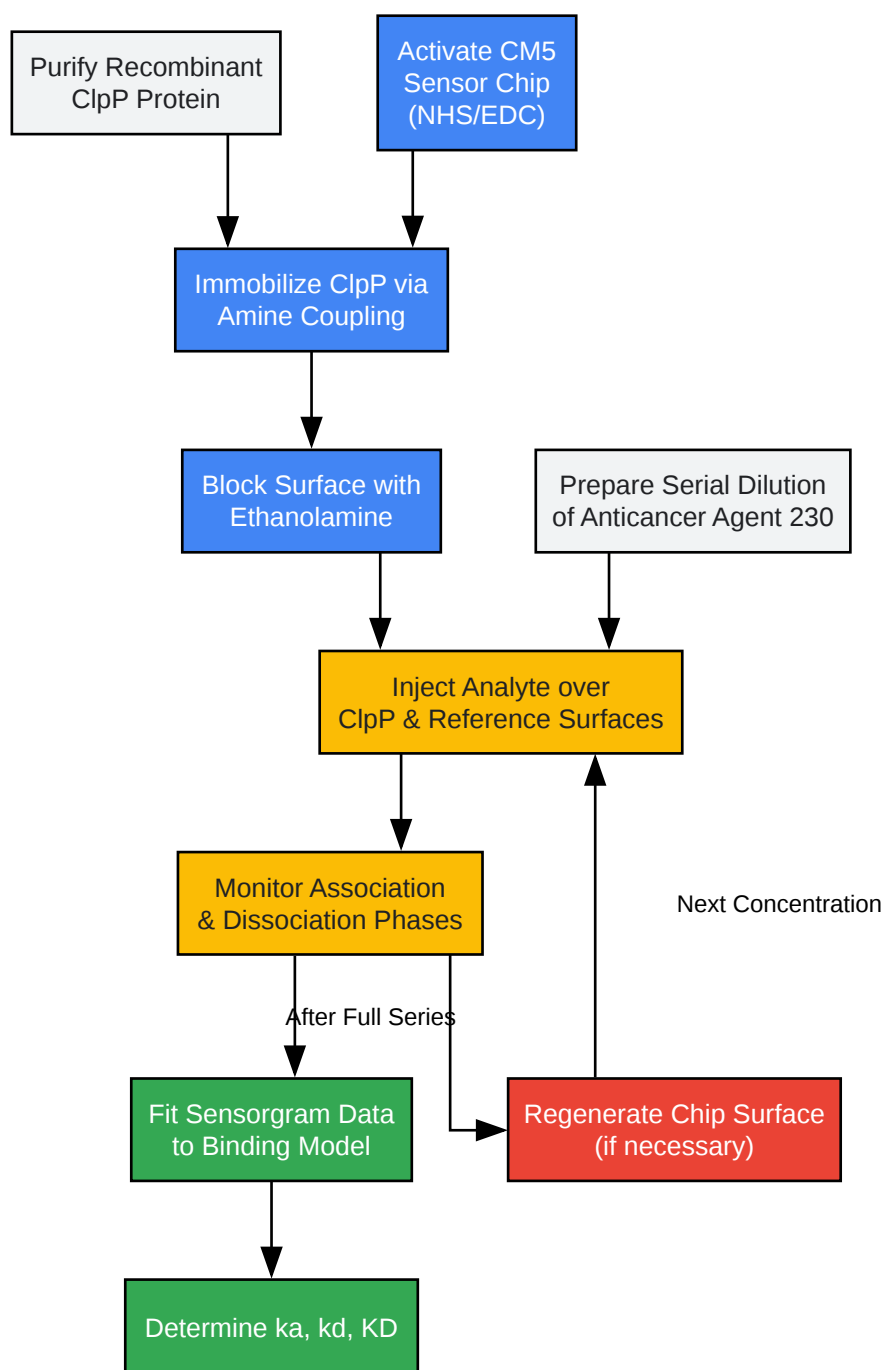 Purify Recombinant
ClpP Protein
Activate CM5
Sensor Chip
(NHS/EDC)
Immobilize ClpP via
Amine Coupling
Block Surface with
Ethanolamine
Prepare Serial Dilution
of Anticancer Agent 230
Inject Analyte over
ClpP & Reference Surfaces
Monitor Association
& Dissociation Phases
Next Concentration
After Full Series
Fit Sensorgram Data
to Binding Model
Regenerate Chip Surface
(if necessary)
Determine ka, kd, KD